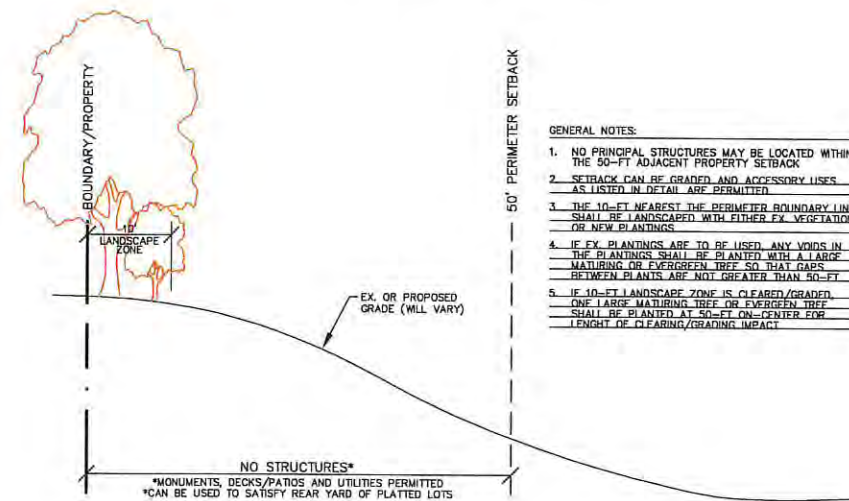 BOUNDARY/PROPERTY
10'
LANDSCAPE
ZONE
50' PERIMETER SETBACK
EX. OR PROPOSED
GRADE (WILL VARY)
NO STRUCTURES*
*MONUMENTS, DECKS/PATIOS AND UTILITIES PERMITTED
*CAN BE USED TO SATISFY REAR YARD OF PLATTED LOTS
GENERAL NOTES:
1. NO PRINCIPAL STRUCTURES MAY BE LOCATED WITHIN
THE 50-FT ADJACENT PROPERTY SETBACK
2. SETBACK CAN BE GRADED AND ACCESSORY USES
AS LISTED IN DETAIL ARE PERMITTED
3. THE 10-FT NEAREST THE PERIMETER BOUNDARY LIN
SHALL BE LANDSCAPED WITH EITHER EX. VEGETATIO
OR NEW PLANTINGS
4. IF EX. PLANTINGS ARE TO BE USED, ANY VOIDS IN
THE PLANTINGS SHALL BE PLANTED WITH A LARGE
MATURING OR EVERGREEN TREE SO THAT GAPS
BETWEEN PLANTS ARE NOT GREATER THAN 50-FT
5. IF 10-FT LANDSCAPE ZONE IS CLEARED/GRADED,
ONE LARGE MATURING TREE OR EVERGREEN TREE
SHALL BE PLANTED AT 50-FT ON-CENTER FOR
LENGHT OF CLEARING/GRADING IMPACT